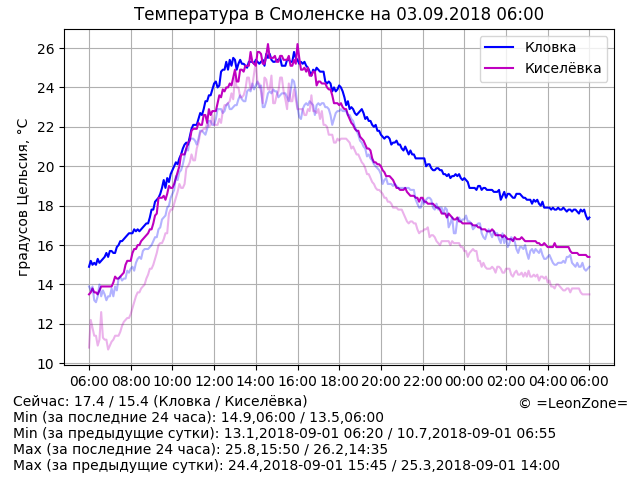 Температура в Смоленске на 03.09.2018 06:00
градусов Цельсия, °C
26
24
22
20
18
16
14
12
10
Кловка
Киселёвка
06:00 08:00 10:00 12:00 14:00 16:00 18:00 20:00 22:00 00:00 02:00 04:00 06:00
Сейчас: 17.4 / 15.4 (Кловка / Киселёвка)
© =LeonZone=
Min (за последние 24 часа): 14.9,06:00 / 13.5,06:00
Min (за предыдущие сутки): 13.1,2018-09-01 06:20 / 10.7,2018-09-01 06:55
Max (за последние 24 часа): 25.8,15:50 / 26.2,14:35
Max (за предыдущие сутки): 24.4,2018-09-01 15:45 / 25.3,2018-09-01 14:00